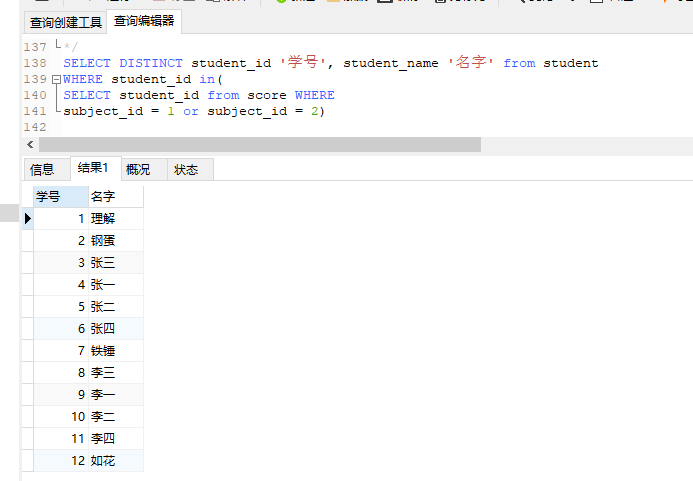 查询创建工具 查询编辑器
137 */
138 SELECT DISTINCT student_id '学号', student_name '名字' from student
139 WHERE student_id in(
140 SELECT student_id from score WHERE
141 subject_id = 1 or subject_id = 2)
142
信息 结果1 概况 状态
学号 名字
1 理解
2 钢蛋
3 张三
4 张一
5 张二
6 张四
7 铁锤
8 李三
9 李一
10 李二
11 李四
12 如花